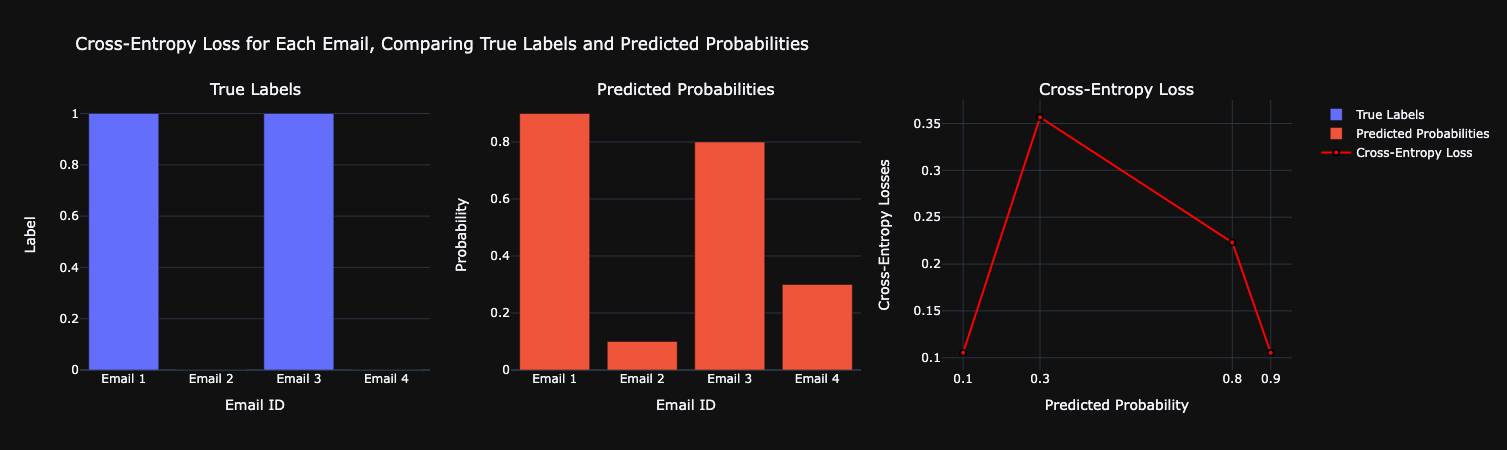 Cross-Entropy Loss for Each Email, Comparing True Labels and Predicted Probabilities
True Labels
1
0.8
0.6
0.4
0.2
0
Label
Email 1
Email 2
Email 3
Email 4
Email ID
Predicted Probabilities
0.8
0.6
0.4
0.2
0
Probability
Email 1
Email 2
Email 3
Email 4
Email ID
Cross-Entropy Loss
0.35
0.3
0.25
0.2
0.15
0.1
Cross-Entropy Losses
0.1
0.3
0.8
0.9
Predicted Probability
True Labels
Predicted Probabilities
Cross-Entropy Loss